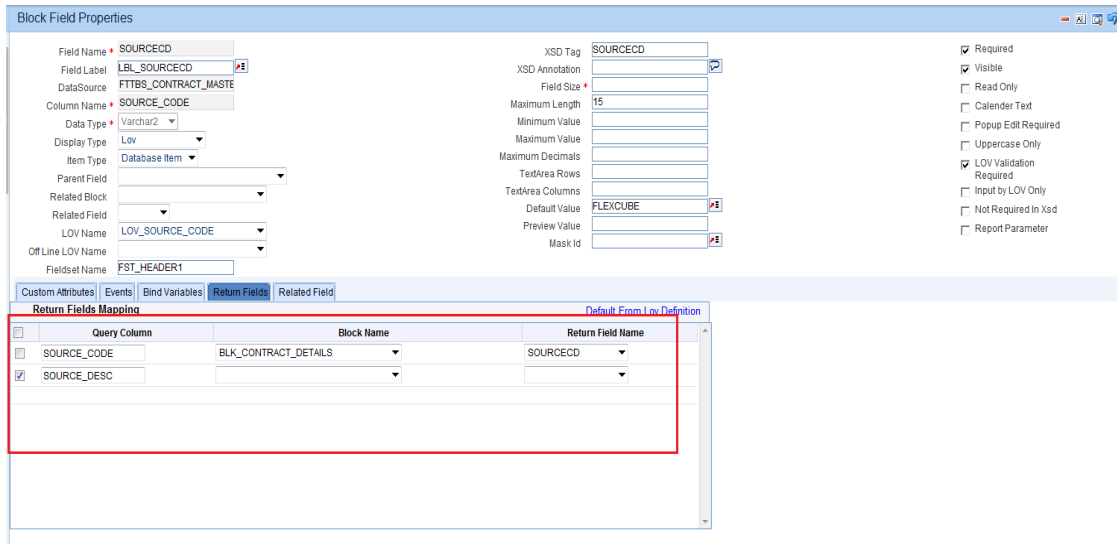 Block Field Properties
Field Name * SOURCECD
Field Label LBL_SOURCECD
DataSource FTTBS_CONTRACT_MASTE
Column Name * SOURCE_CODE
Data Type * Varchar2
Display Type Lov
Item Type Database Item
Parent Field
Related Block
Related Field
LOV Name LOV_SOURCE_CODE
Off Line LOV Name
Fieldset Name FST_HEADER1
XSD Tag SOURCECD
XSD Annotation
Field Size *
Maximum Length 15
Minimum Value
Maximum Value
Maximum Decimals
TextArea Rows
TextArea Columns
Default Value FLEXCUBE
Preview Value
Mask Id
Required
Visible
Read Only
Calender Text
Popup Edit Required
Uppercase Only
LOV Validation
Required
Input by LOV Only
Not Required In Xsd
Report Parameter
Custom Attributes Events Bind Variables Return Fields Related Field
Return Fields Mapping Default From Lov Definition
Query Column Block Name Return Field Name
SOURCE_CODE BLK_CONTRACT_DETAILS SOURCECD
SOURCE_DESC